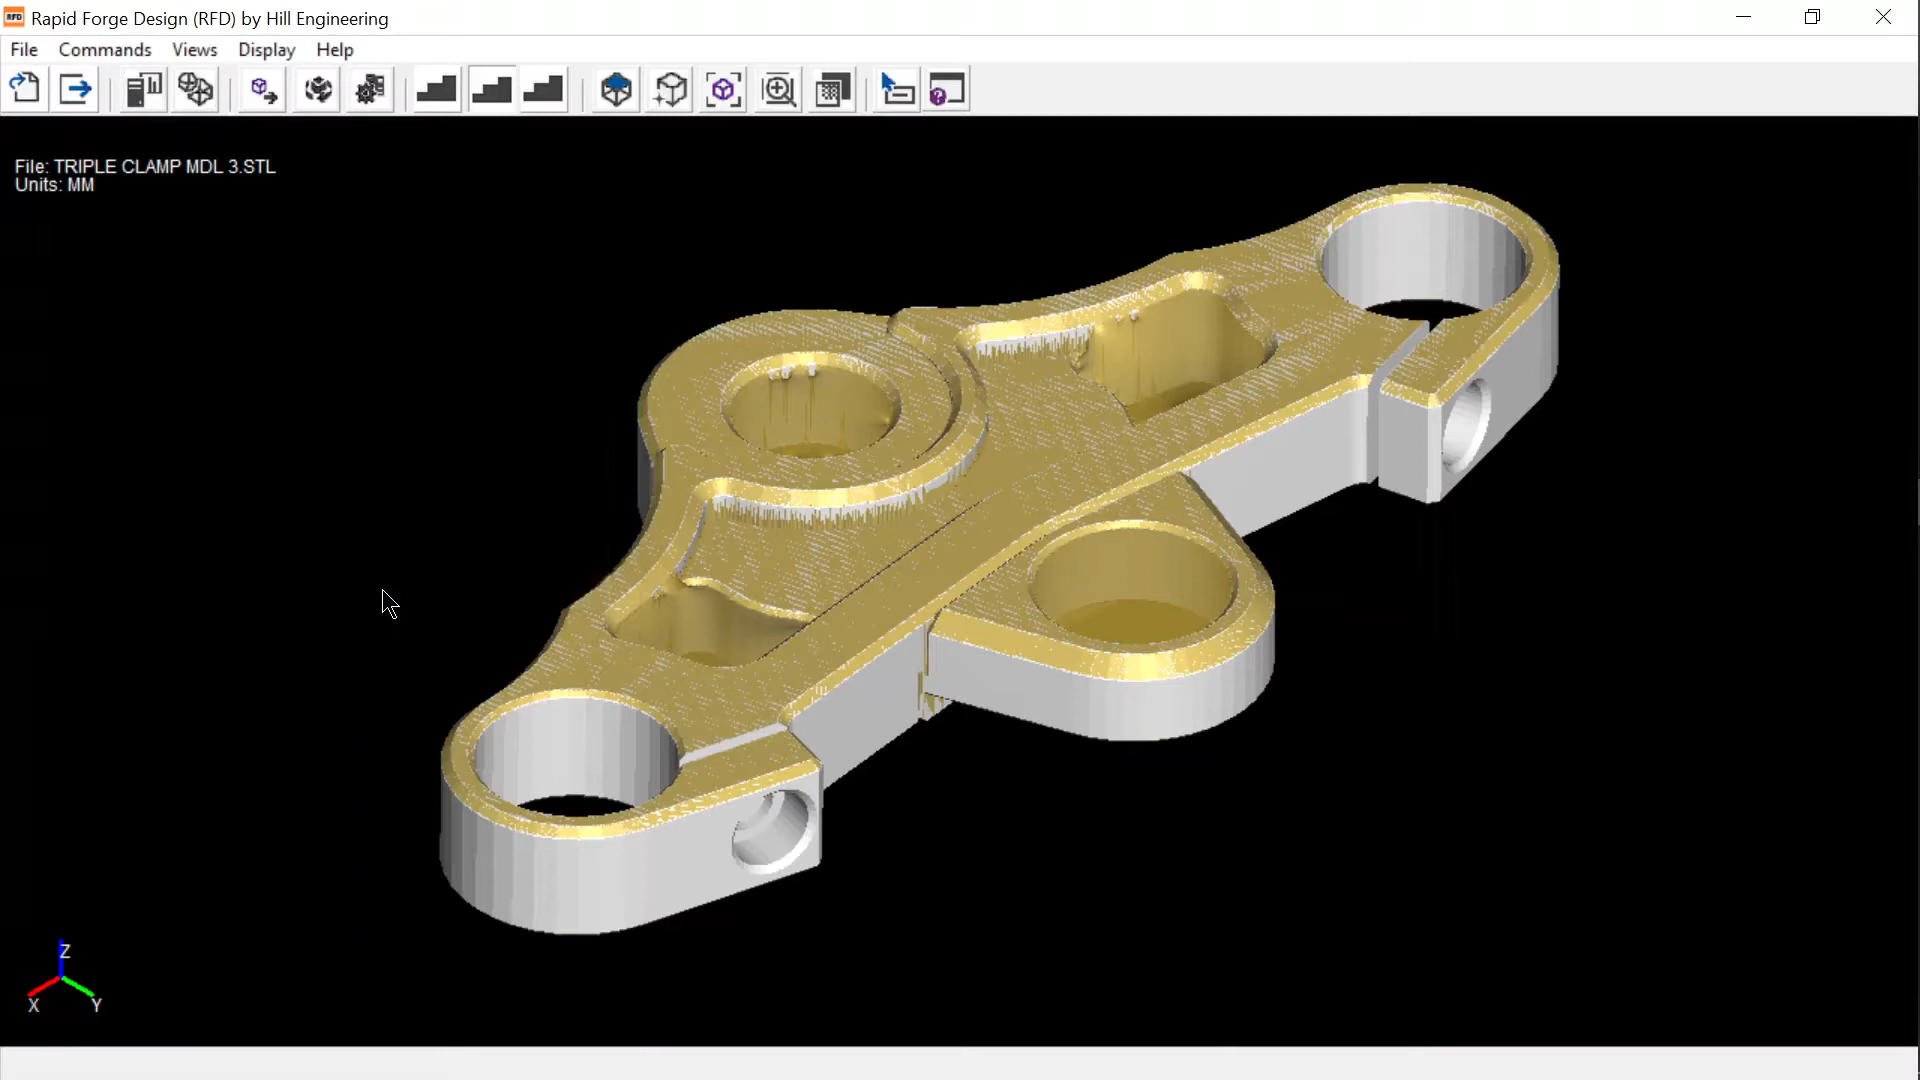 RFD Rapid Forge Design (RFD) by Hill Engineering
File Commands Views Display Help
File: TRIPLE CLAMP MDL 3.STL
Units: MM
Z
X Y